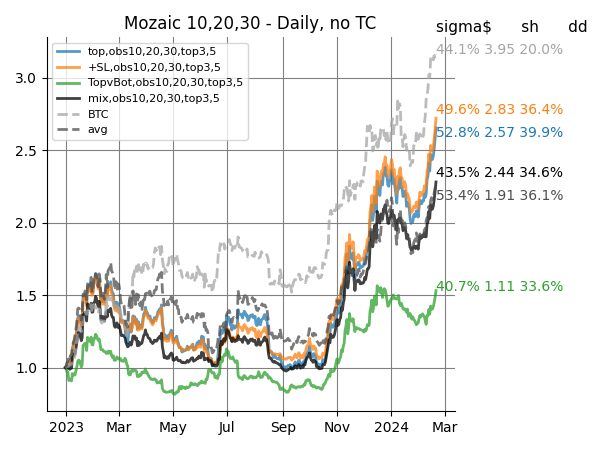 Mozaic 10,20,30 - Daily, no TC
sigma$ sh dd
44.1% 3.95 20.0%
49.6% 2.83 36.4%
52.8% 2.57 39.9%
43.5% 2.44 34.6%
53.4% 1.91 36.1%
40.7% 1.11 33.6%
top,obs10,20,30,top3,5
+SL,obs10,20,30,top3,5
TopvBot,obs10,20,30,top3,5
mix,obs10,20,30,top3,5
BTC
avg
3.0
2.5
2.0
1.5
1.0
2023 Mar May Jul Sep Nov 2024 Mar